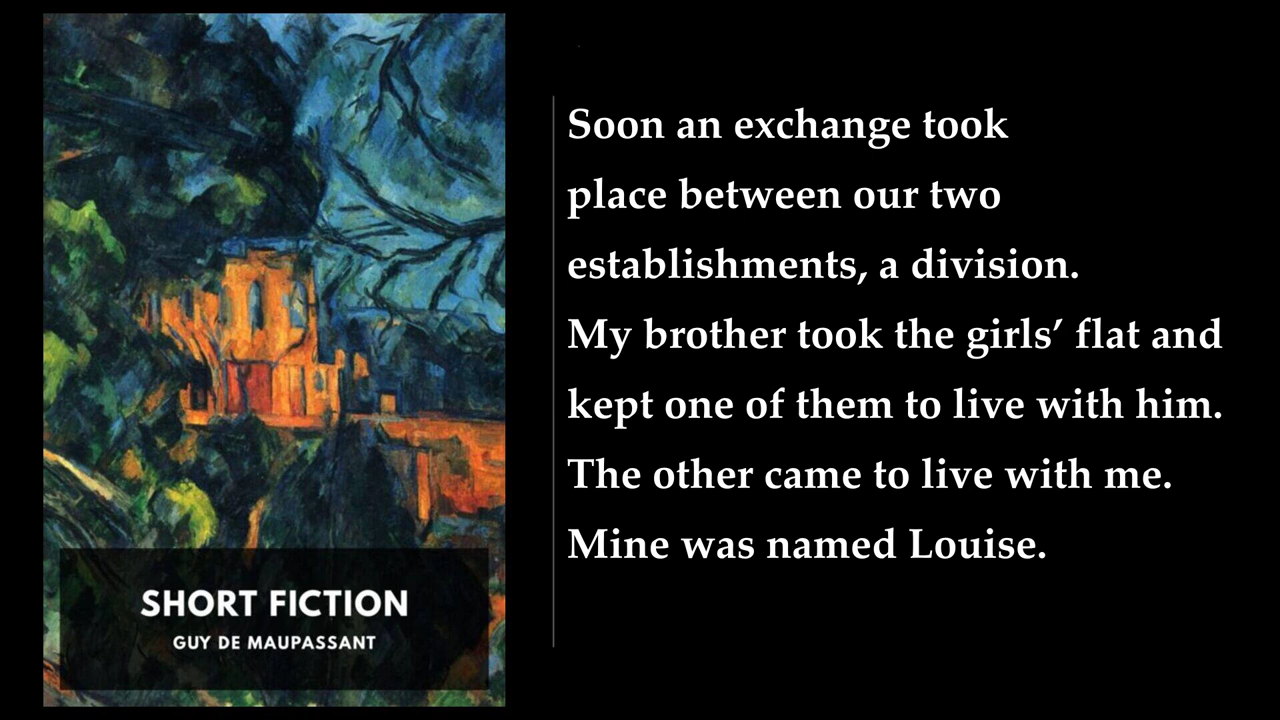 SHORT FICTION
GUY DE MAUPASSANT
Soon an exchange took
place between our two
establishments, a division.
My brother took the girls’ flat and
kept one of them to live with him.
The other came to live with me.
Mine was named Louise.